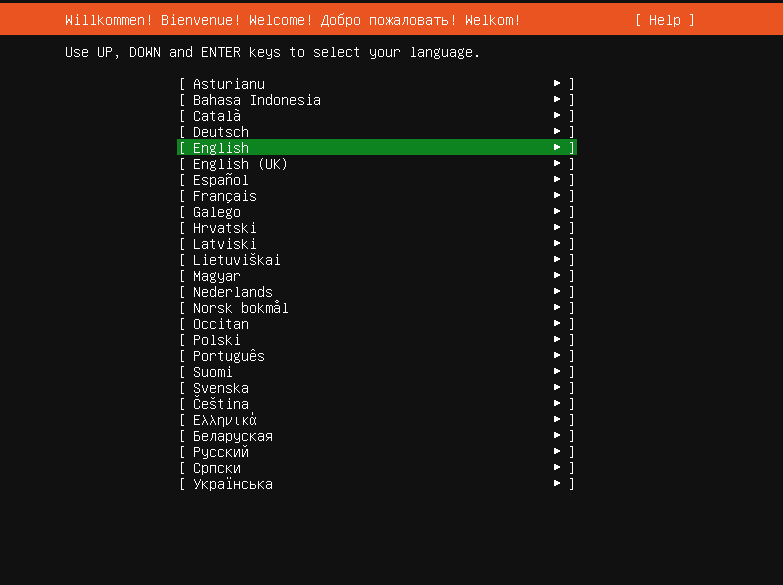 Willkommen! Bienvenue! Welcome! Добро пожаловать! Welkom! [ Help ]
Use UP, DOWN and ENTER keys to select your language.
[ Asturianu ▸ ]
[ Bahasa Indonesia ▸ ]
[ Català ▸ ]
[ Deutsch ▸ ]
[ English ▸ ]
[ English (UK) ▸ ]
[ Español ▸ ]
[ Français ▸ ]
[ Galego ▸ ]
[ Hrvatski ▸ ]
[ Latviski ▸ ]
[ Lietuviškai ▸ ]
[ Magyar ▸ ]
[ Nederlands ▸ ]
[ Norsk bokmål ▸ ]
[ Occitan ▸ ]
[ Polski ▸ ]
[ Português ▸ ]
[ Suomi ▸ ]
[ Svenska ▸ ]
[ Čeština ▸ ]
[ Ελληνικά ▸ ]
[ Беларуская ▸ ]
[ Русский ▸ ]
[ Српски ▸ ]
[ Українська ▸ ]